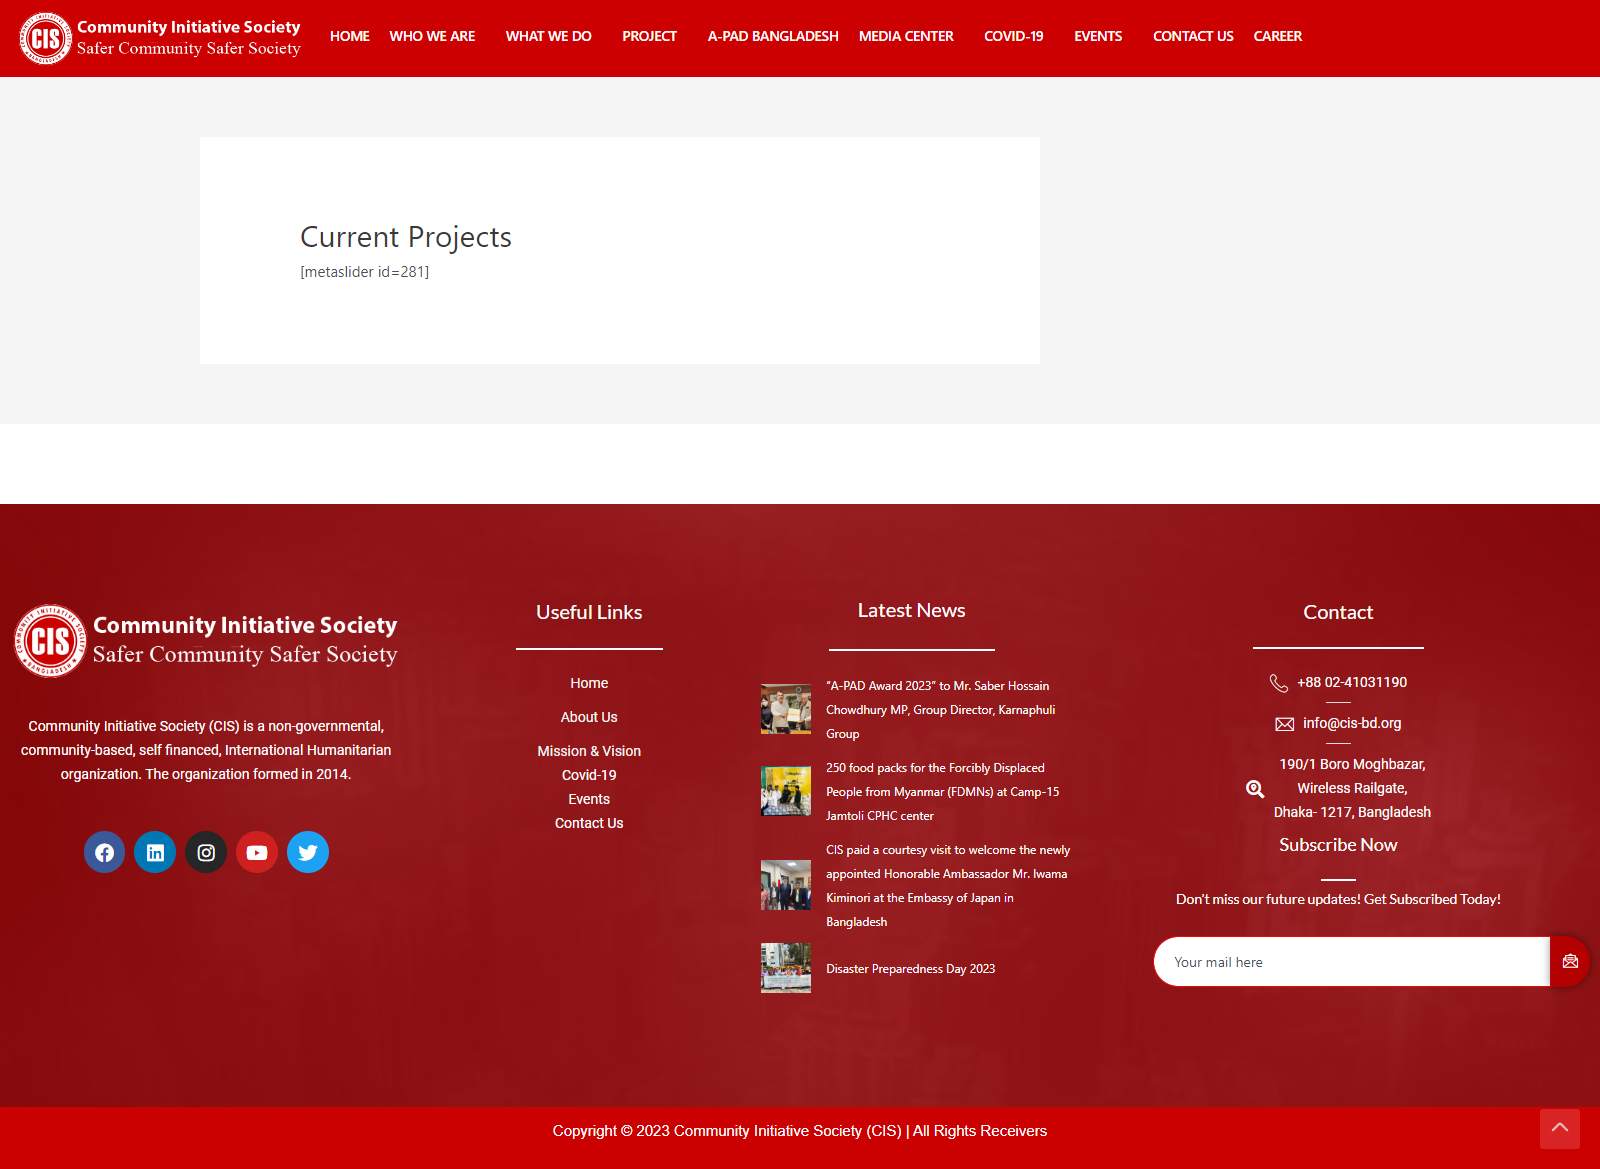 CIS
Community Initiative Society
Safer Community Safer Society
HOME WHO WE ARE WHAT WE DO PROJECT A-PAD BANGLADESH MEDIA CENTER COVID-19 EVENTS CONTACT US CAREER
Current Projects
[metaslider id=281]
COMMUNITY INITIATIVE SOCIETY
CIS
BANGLADESH
Community Initiative Society
Safer Community Safer Society
Community Initiative Society (CIS) is a non-governmental,
community-based, self financed, International Humanitarian
organization. The organization formed in 2014.
Useful Links
Home
About Us
Mission & Vision
Covid-19
Events
Contact Us
Latest News
“A-PAD Award 2023” to Mr. Saber Hossain
Chowdhury MP, Group Director, Karnaphuli
Group
250 food packs for the Forcibly Displaced
People from Myanmar (FDMNs) at Camp-15
Jamtoli CPHC center
CIS paid a courtesy visit to welcome the newly
appointed Honorable Ambassador Mr. Iwama
Kiminori at the Embassy of Japan in
Bangladesh
Disaster Preparedness Day 2023
Contact
+88 02-41031190
info@cis-bd.org
190/1 Boro Moghbazar,
Wireless Railgate,
Dhaka- 1217, Bangladesh
Subscribe Now
Don’t miss our future updates! Get Subscribed Today!
Your mail here
Copyright © 2023 Community Initiative Society (CIS) | All Rights Receivers